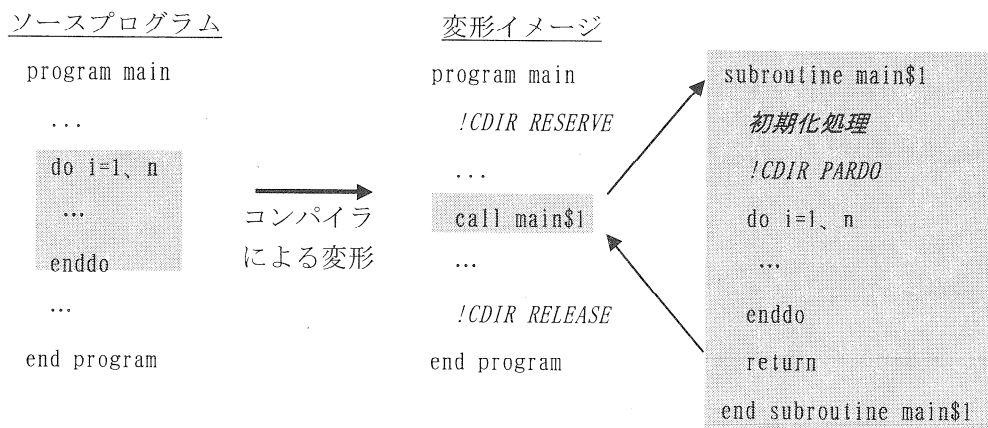 ソースプログラム
program main
...
do i=1、n
...
enddo
...
end program
コンパイラ
による変形
変形イメージ
program main
!CDIR RESERVE
...
call main$1
...
!CDIR RELEASE
end program
subroutine main$1
初期化処理
!CDIR PARDO
do i=1、n
...
enddo
return
end subroutine main$1